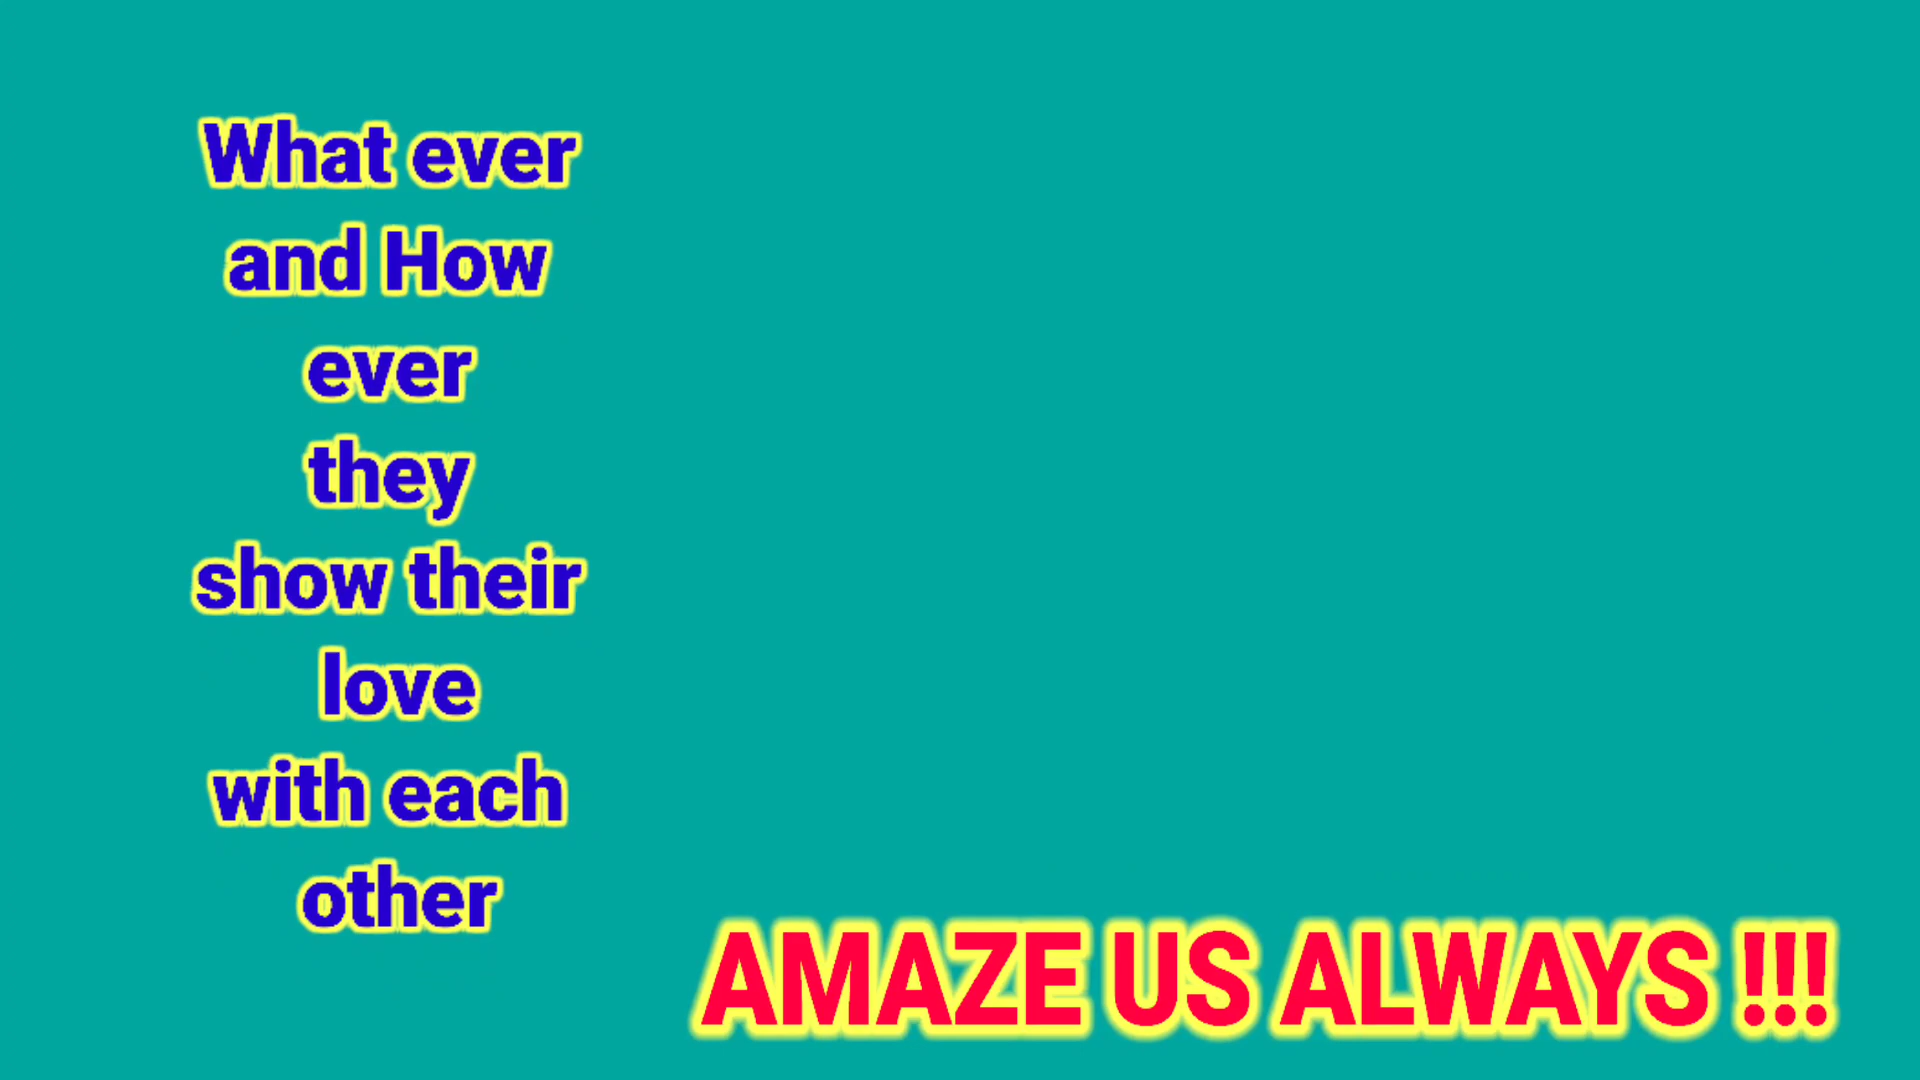 What ever
and How
ever
they
show their
love
with each
other
AMAZE US ALWAYS !!!